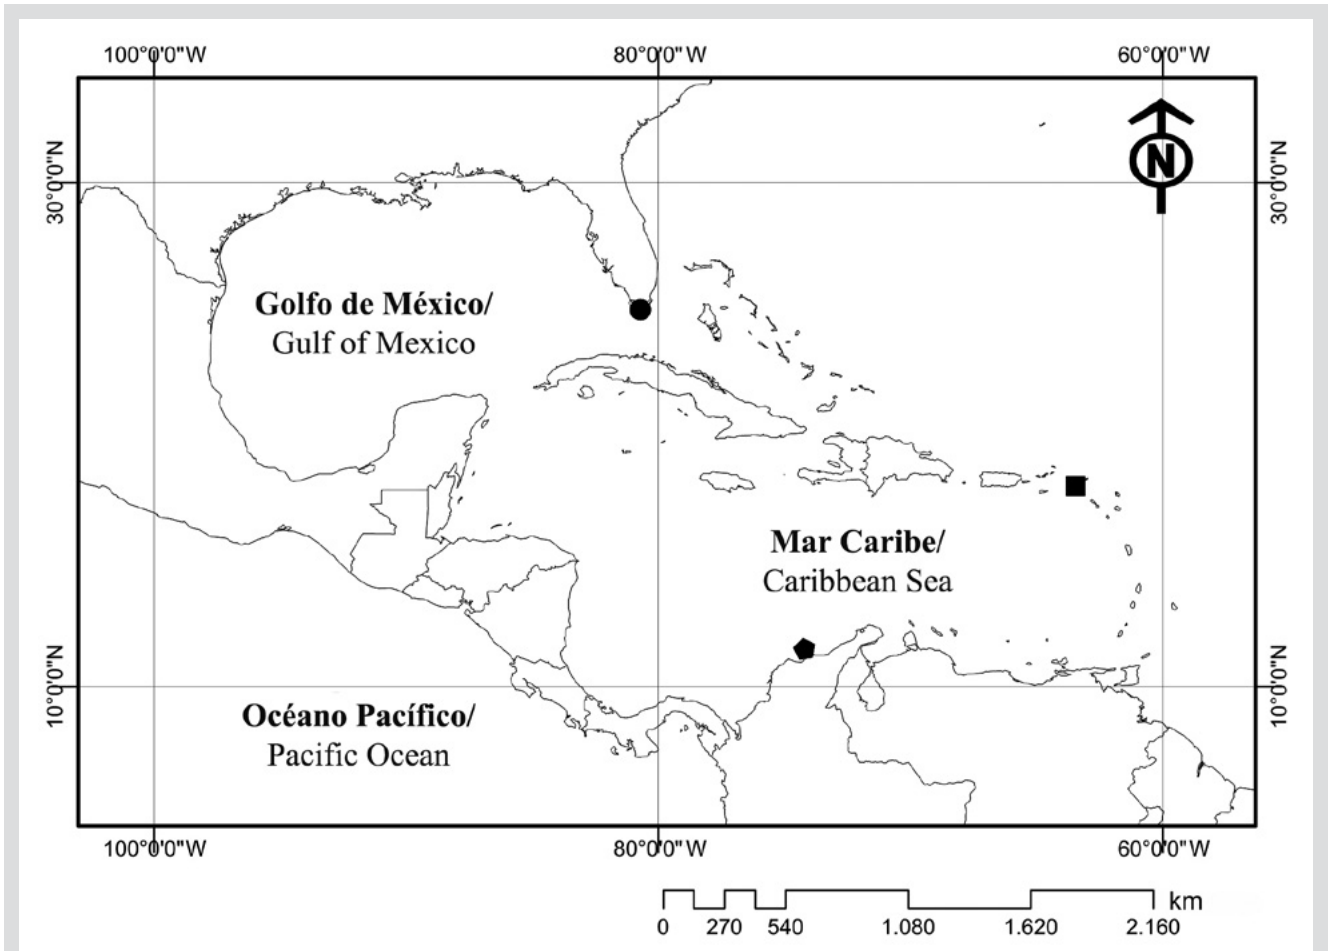 100°0'0"W 80°0'0"W 60°0'0"W
N
30°0'0"N 30°0'0"N
Golfo de México/
Gulf of Mexico
Mar Caribe/
Caribbean Sea
10°0'0"N 10°0'0"N
Océano Pacífico/
Pacific Ocean
100°0'0"W 80°0'0"W 60°0'0"W
km
0 270 540 1.080 1.620 2.160